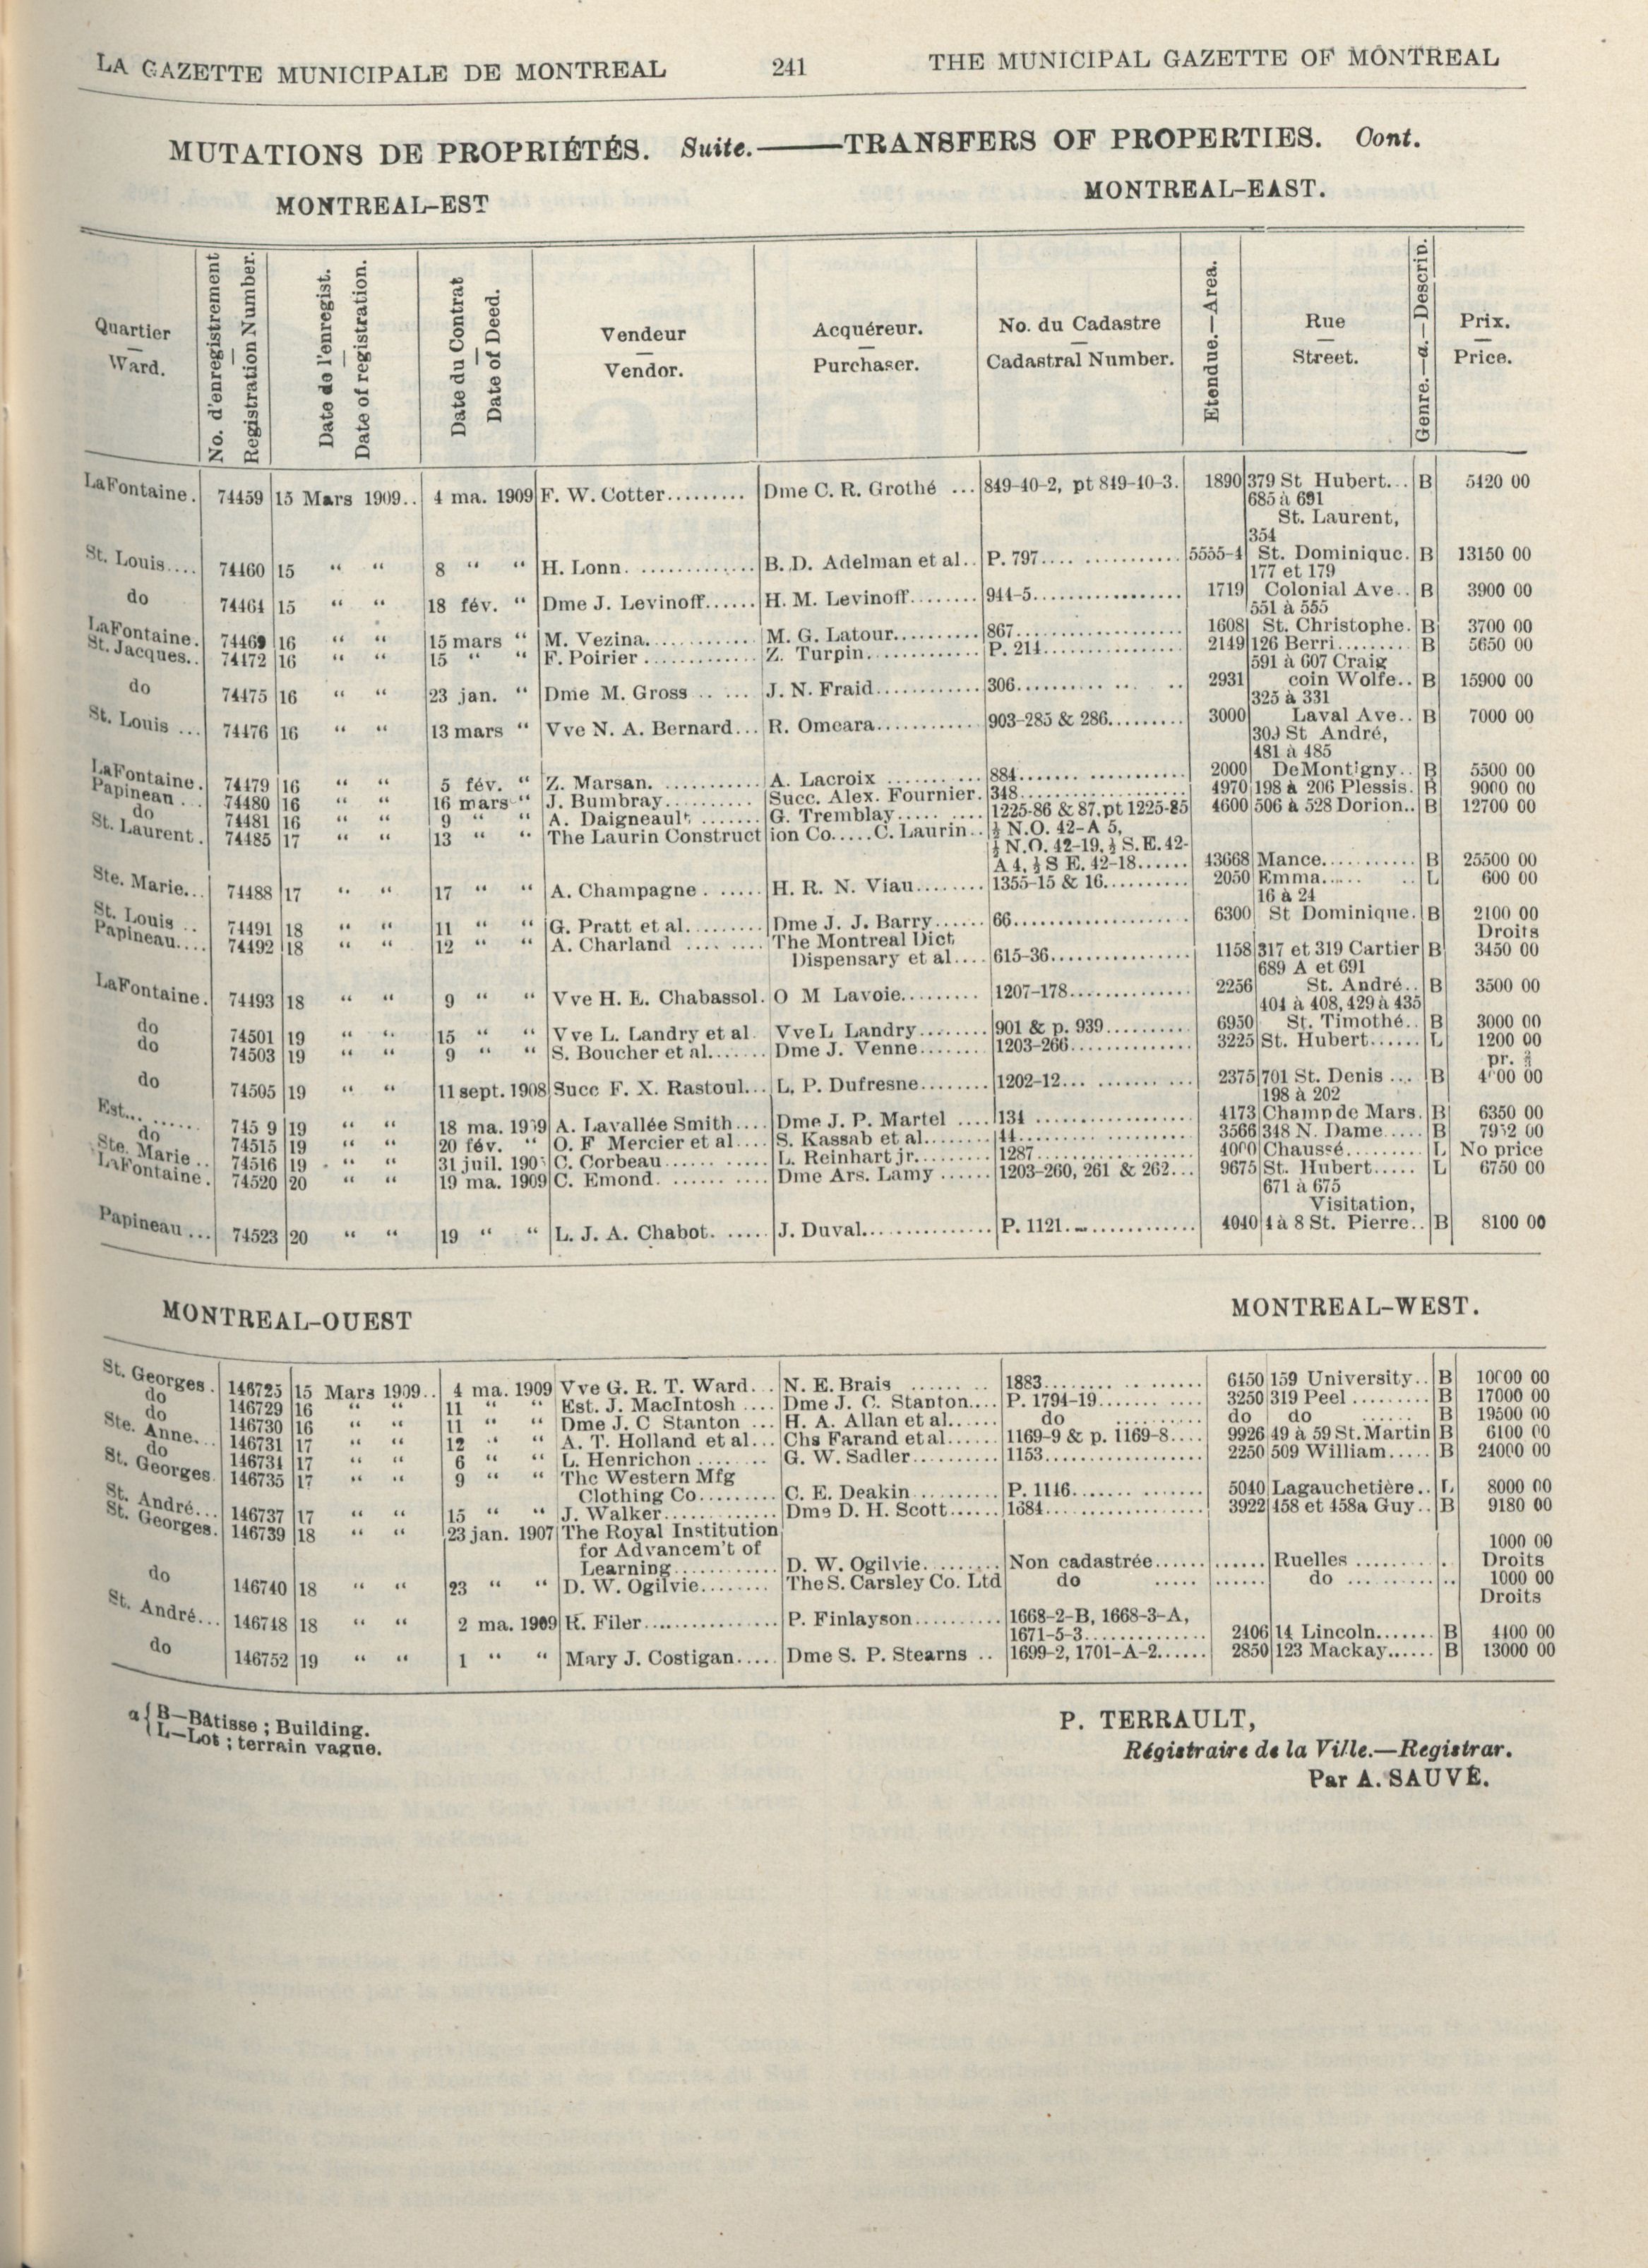 LA GAZETTE MUNICIPALE DE MONTREAL 241 THE MUNICIPAL GAZETTE OF MONTREAL
MUTATIONS DE PROPRIÉTÉS. Suite.——TRANSFERS OF PROPERTIES. Cont.
MONTREAL-EST MONTREAL-EAST.
Quartier — Ward. No. d'enregistrement — Registration Number. Date de l'enregist. — Date of registration. Date du Contrat — Date of Deed. Vendeur — Vendor. Acquéreur. — Purchaser. No. du Cadastre — Cadastral Number. Etendue.—Area. Rue — Street. Genre.—a.—Descrip. Prix. — Price.
LaFontaine. 74459 15 Mars 1909.. 4 ma. 1909 F. W. Cotter......... Dme C. R. Grothé ... 849-40-2, pt 849-40-3. 1890 379 St Hubert... B 5420 00
685 à 691
St. Laurent,
354
St. Louis.... 74460 15 “ “ 8 “ “ H. Lonn. ............. B. D. Adelman et al.. P. 797................ 5555-4 St. Dominique. B 13150 00
177 et 179
do 74464 15 “ “ 18 fév. “ Dme J. Levinoff...... H. M. Levinoff........ 944-5................. 1719 Colonial Ave.. B 3900 00
551 à 555
LaFontaine. 74469 16 “ “ 15 mars “ M. Vezina............ M. G. Latour.......... 867.................... 1608 St. Christophe. B 3700 00
St. Jacques.. 74472 16 “ “ 15 “ “ F. Poirier ............ Z. Turpin............. P. 214................. 2149 126 Berri......... B 5650 00
591 à 607 Craig
do 74475 16 “ “ 23 jan. “ Dme M. Gross .. .... J. N. Fraid............ 306.......... ... .. 2931 coin Wolfe.. B 15900 00
325 à 331
St. Louis ... 74476 16 “ “ 13 mars “ Vve N. A. Bernard... R. Omeara............ 903-285 & 286......... 3000 Laval Ave.. B 7000 00
309 St André,
481 à 485
LaFontaine. 74479 16 “ “ 5 fév. “ Z. Marsan. ........... A. Lacroix .......... 884....... ............ 2000 DeMontigny.. B 5500 00
Papineau ... 74480 16 “ “ 16 mars “ J. Bumbray.......... Succ. Alex. Fournier. 348.................... 4970 198 à 206 Plessis. B 9000 00
do 74481 16 “ “ 9 “ “ A. Daigneault ....... G. Tremblay..... .... 1225-86 & 87, pt 1225-85 4600 506 à 528 Dorion.. B 12700 00
St. Laurent. 74485 17 “ “ 13 “ “ The Laurin Construction Co.....C. Laurin.. ½ N.O. 42-A 5,
½ N.O. 42-19, ½ S.E. 42-
A 4, ½ S E. 42-18...... 43668 Mance........... B 25500 00
Ste. Marie... 74488 17 “ “ 17 “ “ A. Champagne . ...... H. R. N. Viau........ 1355-15 & 16.......... 2050 Emma..... .. L 600 00
16 à 24
St. Louis .. 74491 18 “ “ 11 “ “ G. Pratt et al......... Dme J. J. Barry...... 66.................... 6300 St Dominique. B 2100 00
Droits
Papineau.... 74492 18 “ “ 12 “ “ A. Charland .... ..... The Montreal Diet
Dispensary et al.... 615-36................ 1158 317 et 319 Cartier B 3450 00
689 A et 691
LaFontaine. 74493 18 “ “ 9 “ “ Vve H. E. Chabassol. O M Lavoie......... 1207-178.............. 2256 St. André.. B 3500 00
404 à 408, 429 à 435
do 74501 19 “ “ 15 “ “ Vve L. Landry et al. Vve L Landry........ 901 & p. 939.......... 6950 St. Timothé.. B 3000 00
do 74503 19 “ “ 9 “ “ S. Boucher et al....... Dme J. Venne........ 1203-266.............. 3225 St. Hubert...... L 1200 00
pr.
do 74505 19 “ “ 11 sept. 1908 Succ F. X. Rastoul... L. P. Dufresne........ 1202-12... ....... ... 2375 701 St. Denis ... B 00 00
198 à 202
Est......... 19 “ “ 18 ma. 1909 A. Lavallée Smith.... Dme J. P. Martel .... 134 ................... 4173 Champ de Mars. B 6350 00
do 74515 19 “ “ 20 fév. “ O. F Mercier et al.... S. Kassab et al........ 44..................... 3566 348 N. Dame..... B 00
Ste. Marie .. 74516 19 “ “ 31 juil. C. Corbeau............ L. Reinhart jr......... 1287................... 4000 Chaussé......... L No price
LaFontaine. 74520 20 “ “ 19 ma. 1909 C. Emond. ........... Dme Ars. Lamy ...... 1203-260, 261 & 262... 9675 St. Hubert..... L 6750 00
671 à 675
Visitation,
Papineau ... 74523 20 “ “ 19 “ “ L. J. A. Chabot. ..... J. Duval.............. P. 1121............... 4040 4 à 8 St. Pierre.. B 8100 00
MONTREAL-OUEST MONTREAL-WEST.
St. Georges. 146725 15 Mars 1909.. 4 ma. 1909 Vve G. R. T. Ward... N. E. Brais ...... .. 1883......... .. ...... 6450 159 University.. B 10000 00
do 146729 16 “ “ 11 “ “ Est. J. MacIntosh .... Dme J. C. Stanton.... P. 1794-19............ 3250 319 Peel ......... B 17000 00
do 146730 16 “ “ 11 “ “ Dme J. C Stanton ... H. A. Allan et al...... do .......... do do ...... B 19500 00
Ste. Anne... 146731 17 “ “ 12 “ “ A. T. Holland et al... Chs Farand et al...... 1169-9 & p. 1169-8.... 9926 49 à 59 St. Martin B 6100 00
do 146734 17 “ “ 6 “ “ L. Henrichon ........ G. W. Sadler.......... 1153................... 2250 509 William..... B 24000 00
St. Georges. 146735 17 “ “ 9 “ “ The Western Mfg
Clothing Co......... C. E. Deakin .......... P. 1116............... 5040 Lagauchetière.. L 8000 00
St. André... 146737 17 “ “ 15 “ “ J. Walker............. Dme D. H. Scott...... 1684.................. 3922 458 et 458a Guy.. B 9180 00
St. Georges. 146739 18 “ “ 23 jan. 1907 The Royal Institution
for Advancem't of 1000 00
Learning............ D. W. Ogilvie......... Non cadastrée...... ...... Ruelles .......... . Droits
do 146740 18 “ “ 23 “ “ D. W. Ogilvie........ The S. Carsley Co. Ltd do ..... ...... do .......... .. 1000 00
Droits
St. André... 146748 18 “ “ 2 ma. 1909 R. Filer............... P. Finlayson.......... 1668-2-B, 1668-3-A,
1671-5-3.............. 2406 14 Lincoln....... B 4400 00
do 146752 19 “ “ 1 “ “ Mary J. Costigan..... Dme S. P. Stearns .. 1699-2, 1701-A-2...... 2850 123 Mackay...... B 13000 00
a { B—Bâtisse ; Building.
L—Lot ; terrain vague.
P. TERRAULT,
Régistraire de la Ville.—Registrar.
Par A. SAUVÉ.